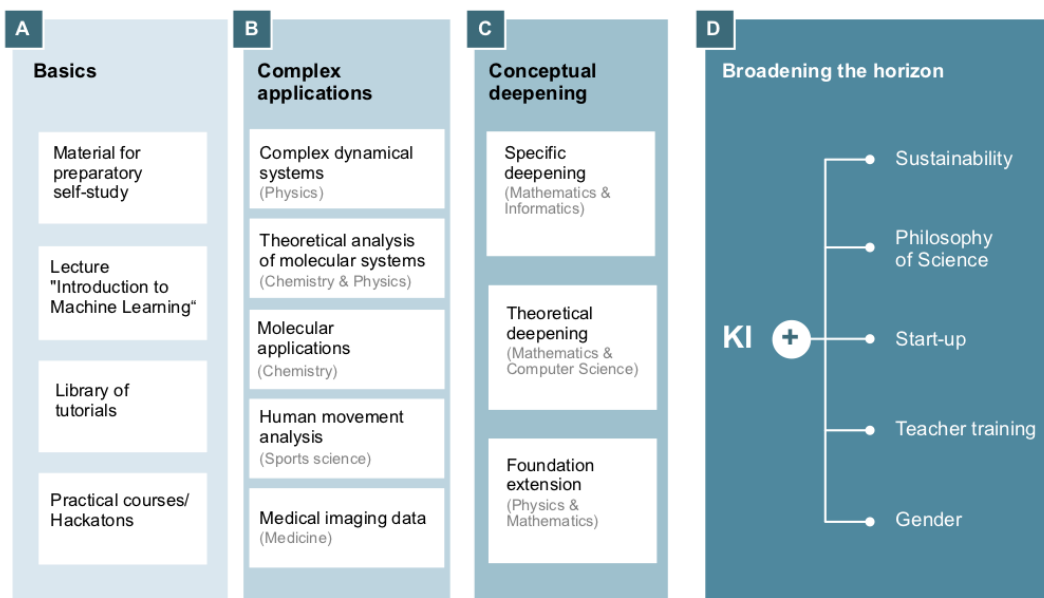 A
Basics
Material for
preparatory
self-study
Lecture
"Introduction to
Machine Learning“
Library of
tutorials
Practical courses/
Hackatons
B
Complex
applications
Complex dynamical
systems
(Physics)
Theoretical analysis
of molecular systems
(Chemistry & Physics)
Molecular
applications
(Chemistry)
Human movement
analysis
(Sports science)
Medical imaging data
(Medicine)
C
Conceptual
deepening
Specific
deepening
(Mathematics &
Informatics)
Theoretical
deepening
(Mathematics &
Computer Science)
Foundation
extension
(Physics &
Mathematics)
D
Broadening the horizon
KI +
Sustainability
Philosophy
of Science
Start-up
Teacher training
Gender